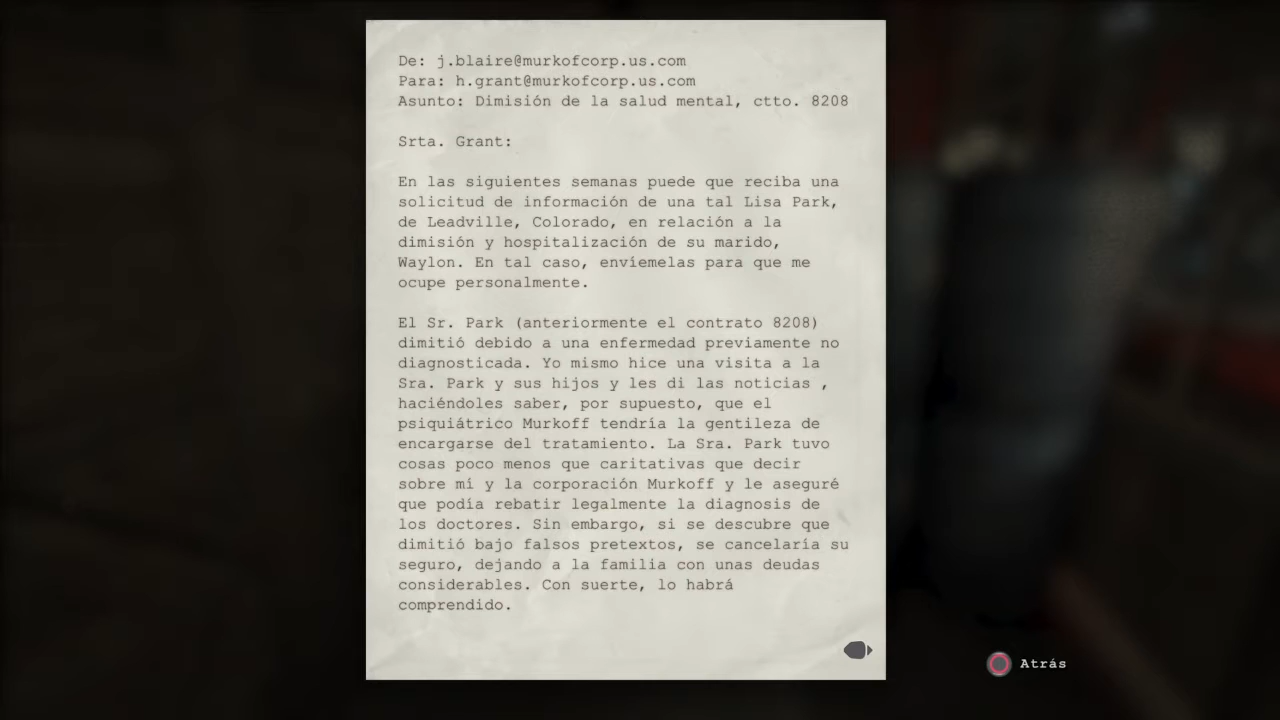 De: j.blaire@murkofcorp.us.com
Para: h.grant@murkofcorp.us.com
Asunto: Dimisión de la salud mental, ctto. 8208
Srta. Grant:
En las siguientes semanas puede que reciba una
solicitud de información de una tal Lisa Park,
de Leadville, Colorado, en relación a la
dimisión y hospitalización de su marido,
Waylon. En tal caso, envíemelas para que me
ocupe personalmente.
El Sr. Park (anteriormente el contrato 8208)
dimitió debido a una enfermedad previamente no
diagnosticada. Yo mismo hice una visita a la
Sra. Park y sus hijos y les di las noticias ,
haciéndoles saber, por supuesto, que el
psiquiátrico Murkoff tendría la gentileza de
encargarse del tratamiento. La Sra. Park tuvo
cosas poco menos que caritativas que decir
sobre mí y la corporación Murkoff y le aseguré
que podía rebatir legalmente la diagnosis de
los doctores. Sin embargo, si se descubre que
dimitió bajo falsos pretextos, se cancelaría su
seguro, dejando a la familia con unas deudas
considerables. Con suerte, lo habrá
comprendido.
Atrás